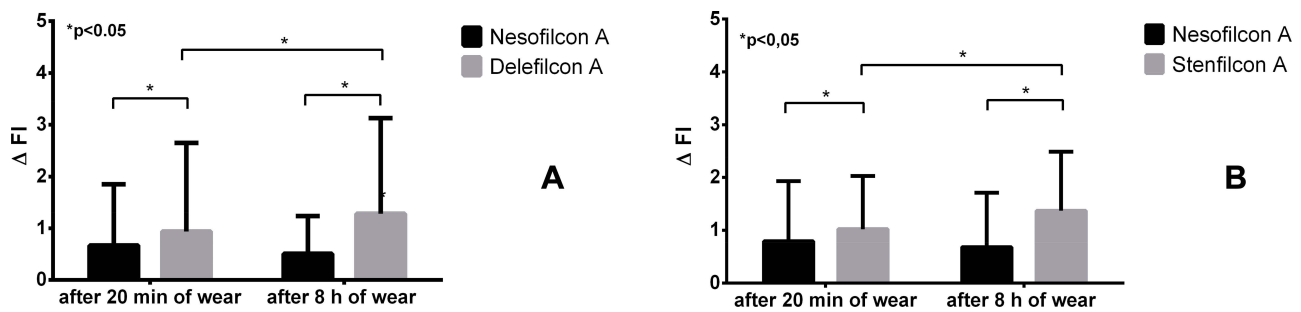 *p<0.05
Nesofilcon A
Delefilcon A
Δ FI
5
4
3
2
1
0
*
*
*
*
after 20 min of wear
after 8 h of wear
A
*p<0,05
Nesofilcon A
Stenfilcon A
Δ FI
5
4
3
2
1
0
*
*
*
after 20 min of wear
after 8 h of wear
B